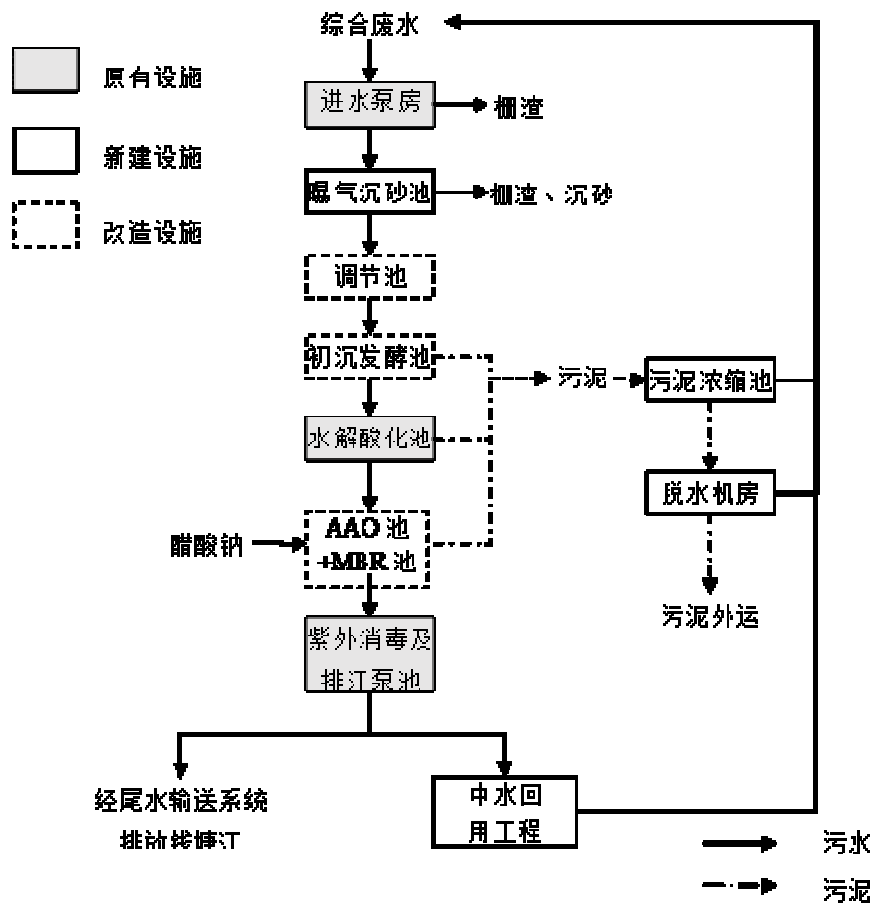 综合废水
原有设施
进水泵房
栅渣
新建设施
曝气沉砂池
栅渣、沉砂
改造设施
调节池
初沉发酵池
污泥
污泥浓缩池
水解酸化池
脱水机房
醋酸钠
AAO池
+MBR池
污泥外运
紫外消毒及
排江泵池
经尾水输送系统
排放钱塘江
中水回
用工程
污水
污泥